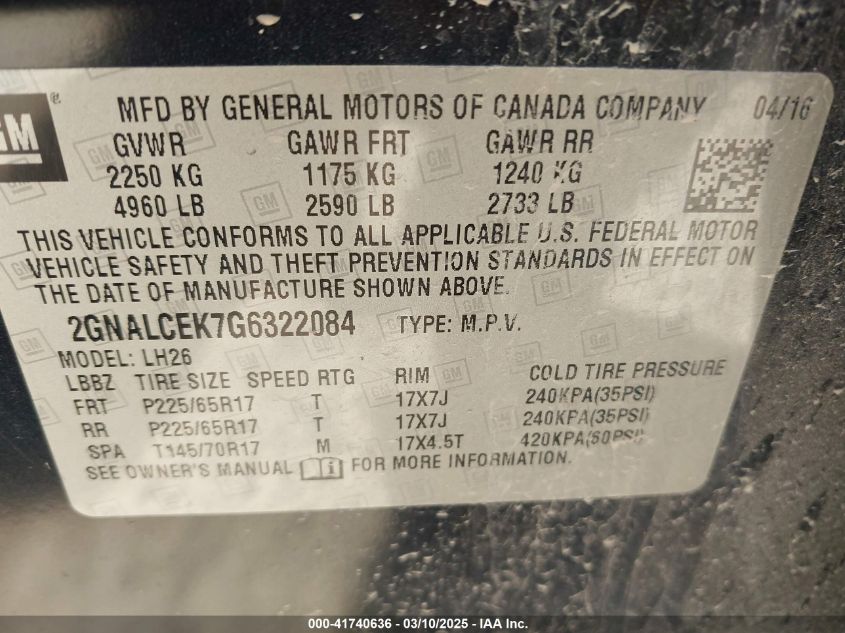 GM ® MFD BY GENERAL MOTORS OF CANADA COMPANY 04/16
GVWR GAWR FRT GAWR RR
2250 KG 1175 KG 1240 KG
4960 LB 2590 LB 2733 LB
THIS VEHICLE CONFORMS TO ALL APPLICABLE U.S. FEDERAL MOTOR
VEHICLE SAFETY AND THEFT PREVENTION STANDARDS IN EFFECT ON
THE DATE OF MANUFACTURE SHOWN ABOVE.
2GNALCEK7G6322084 TYPE: M.P.V.
MODEL: LH26
LBBZ TIRE SIZE SPEED RTG RIM COLD TIRE PRESSURE
FRT P225/65R17 T 17X7J 240KPA(35PSI)
RR P225/65R17 T 17X7J 240KPA(35PSI)
SPA T145/70R17 M 17X4.5T 420KPA(60PSI)
SEE OWNER'S MANUAL FOR MORE INFORMATION.
000-41740636 - 03/10/2025 - IAA Inc.